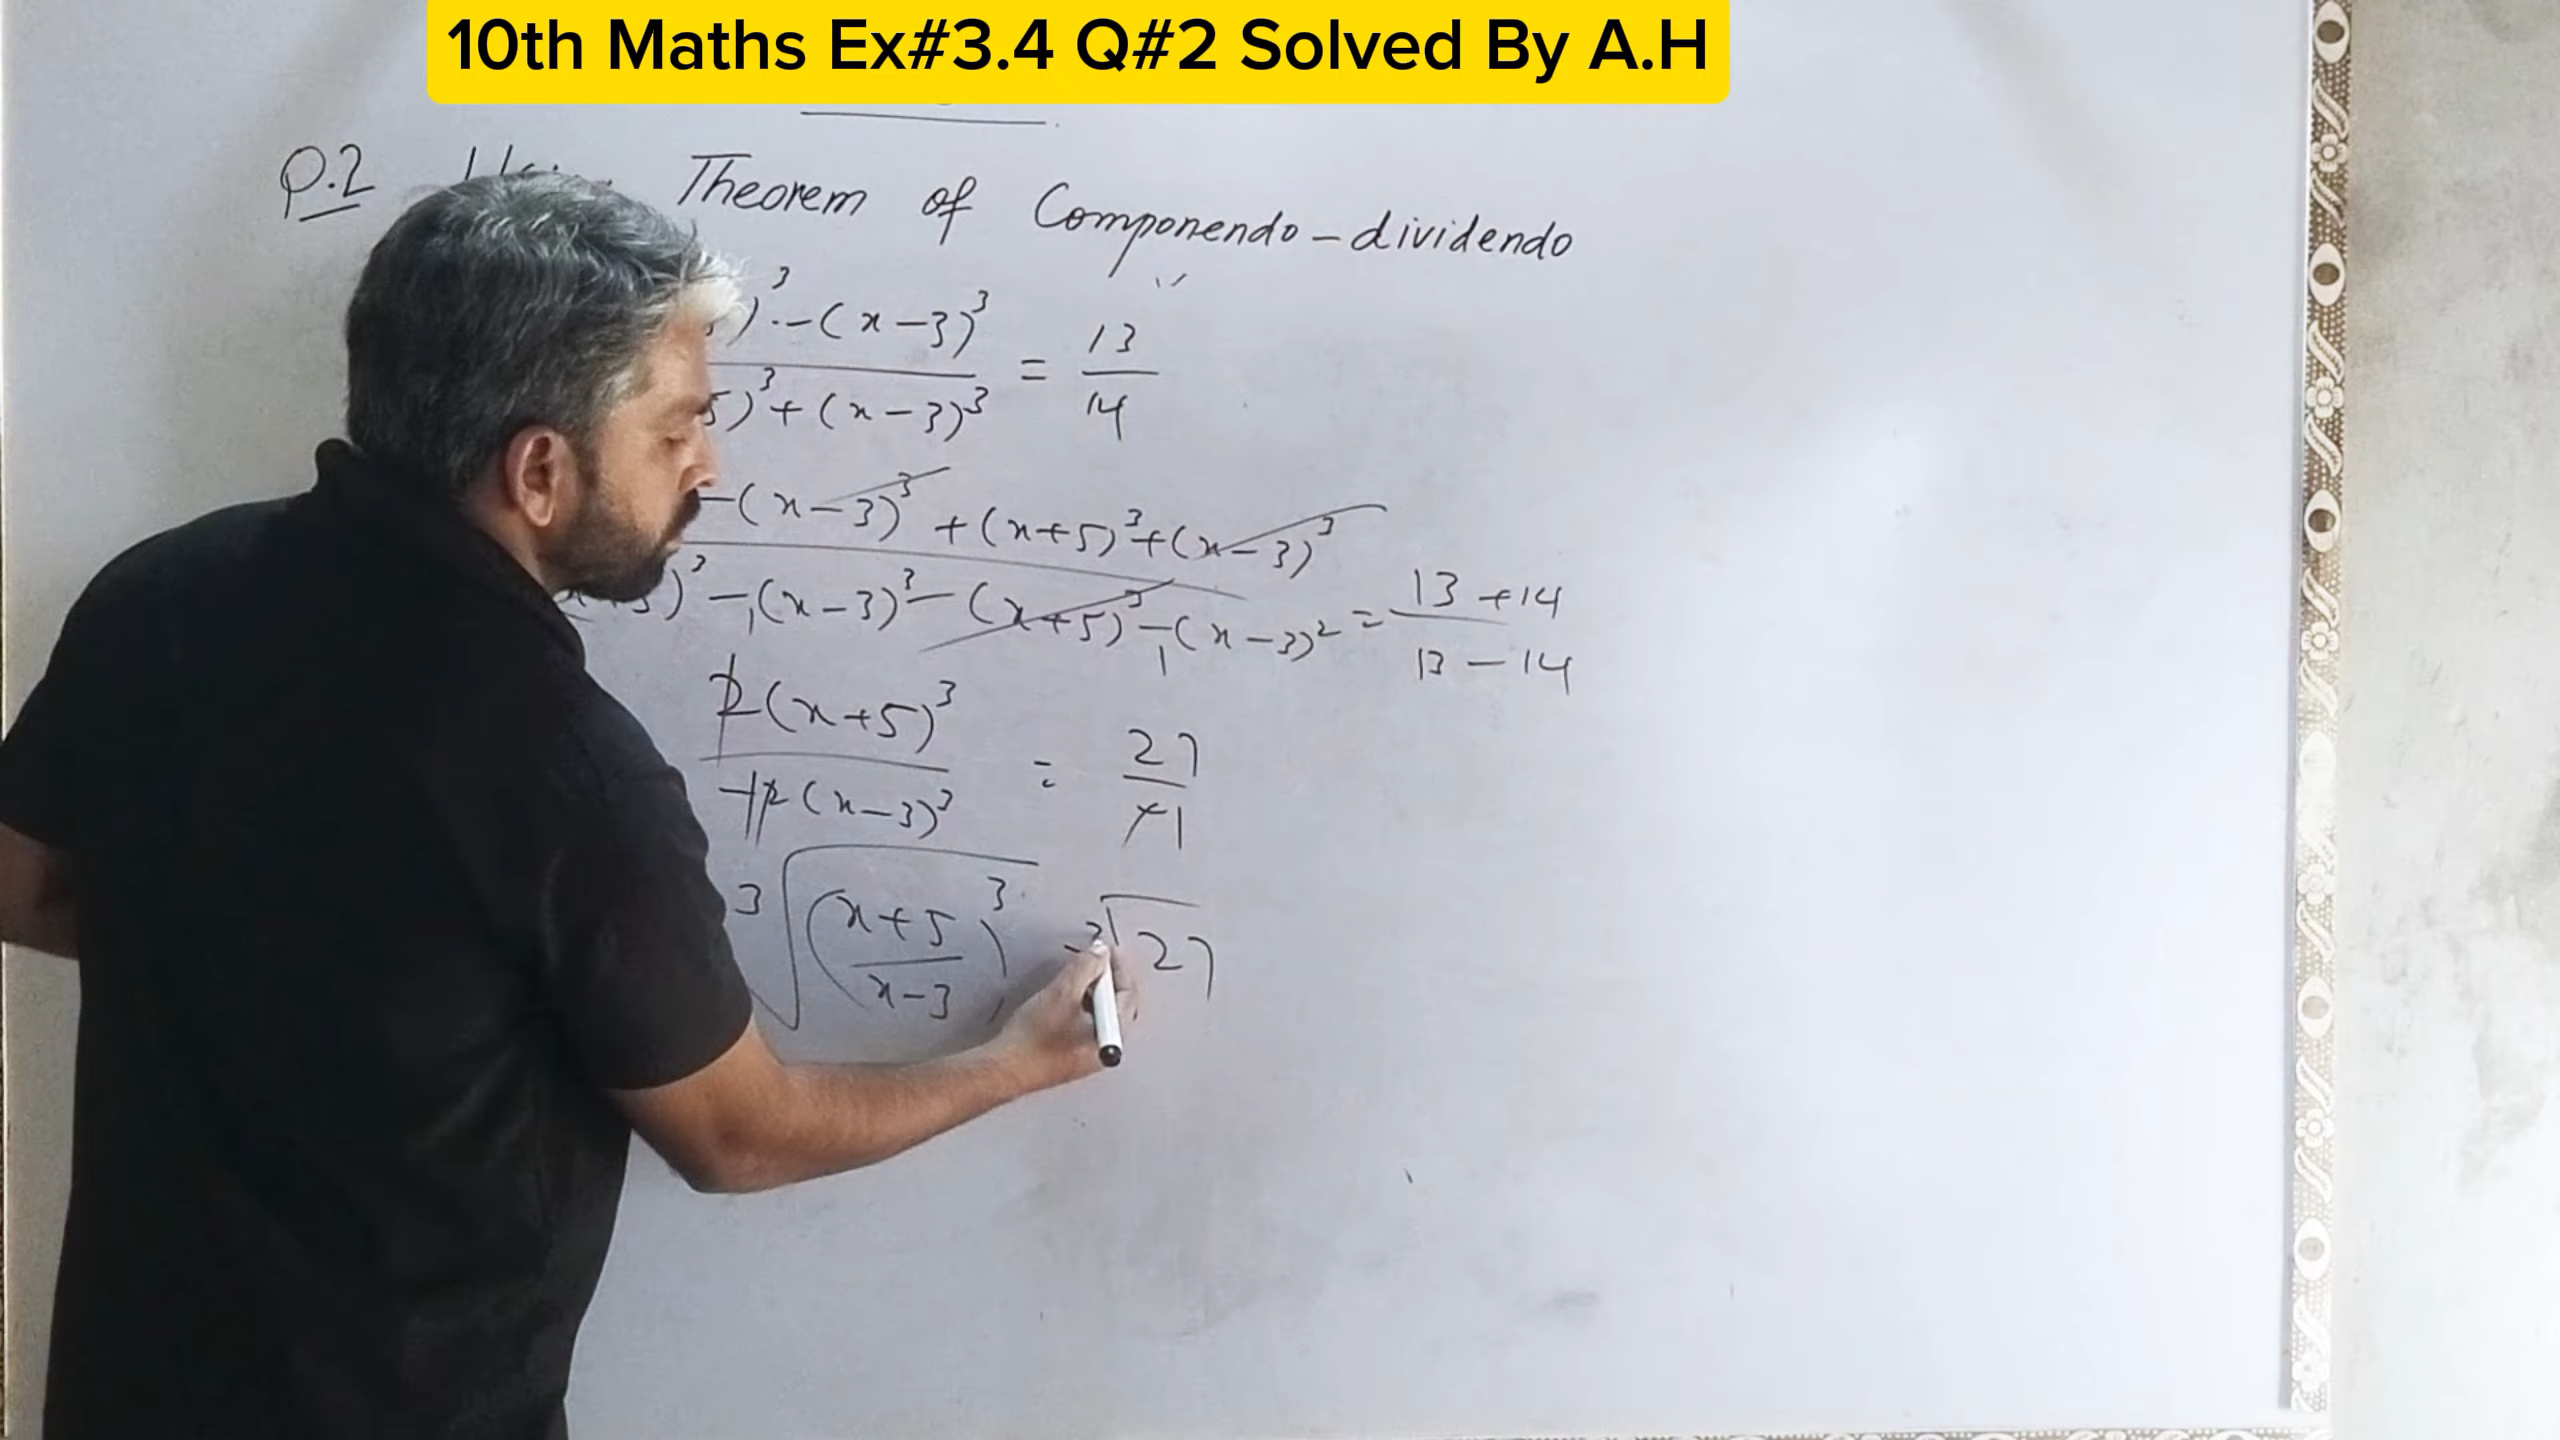 10th Maths Ex#3.4 Q#2 Solved By A.H
Q.2 Theorem of Componendo-dividendo
)³ - (x-3)³ / 5)³ + (x-3)³ = 13/14
-(x-3)³ + (x+5)³ + (x-3)³ / +5)³ - (x-3)³ - (x+5)³ - (x-3)² = 13+14 / 13-14
2(x+5)³ / -2(x-3)³ = 27 / -1
³√((x+5)/(x-3))³ = ³√27